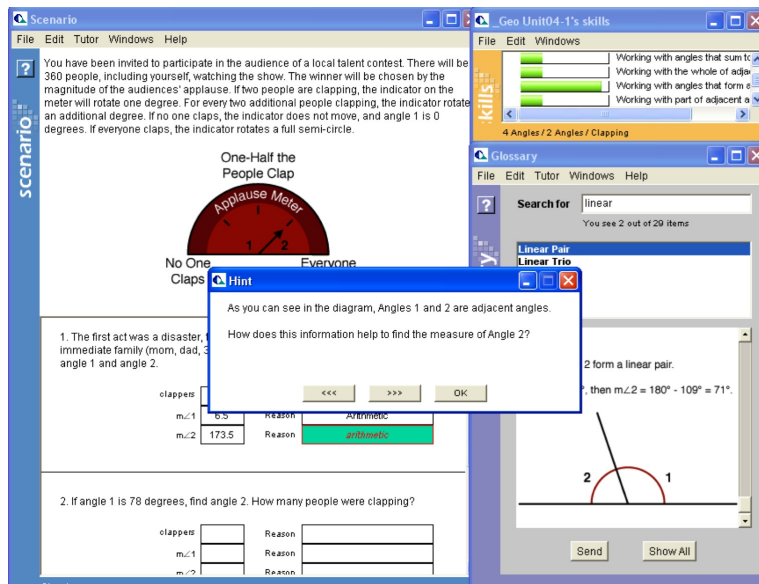 Scenario
File Edit Tutor Windows Help
?
scenario
You have been invited to participate in the audience of a local talent contest. There will be
360 people, including yourself, watching the show. The winner will be chosen by the
magnitude of the audiences' applause. If two people are clapping, the indicator on the
meter will rotate one degree. For every two additional people clapping, the indicator rotate
an additional degree. If no one claps, the indicator does not move, and angle 1 is 0
degrees. If everyone claps, the indicator rotates a full semi-circle.
One-Half the
People Clap
Applause Meter
1 2
No One Everyone
Claps
1. The first act was a disaster,
immediate family (mom, dad, 3
angle 1 and angle 2.
clappers
m∠1 6.5 Reason Arithmetic
m∠2 173.5 Reason arithmetic
2. If angle 1 is 78 degrees, find angle 2. How many people were clapping?
clappers Reason
m∠1 Reason
m∠2 Reason
_Geo Unit04-1's skills
File Edit Windows
skills
Working with angles that sum to
Working with the whole of adja
Working with angles that form a
Working with part of adjacent a
4 Angles / 2 Angles / Clapping
Glossary
File Edit Tutor Windows Help
?
Search for linear
You see 2 out of 29 items
Linear Pair
Linear Trio
2 form a linear pair.
, then m∠2 = 180° - 109° = 71°.
2 1
Send Show All
Hint
As you can see in the diagram, Angles 1 and 2 are adjacent angles.
How does this information help to find the measure of Angle 2?
<<< >>> OK